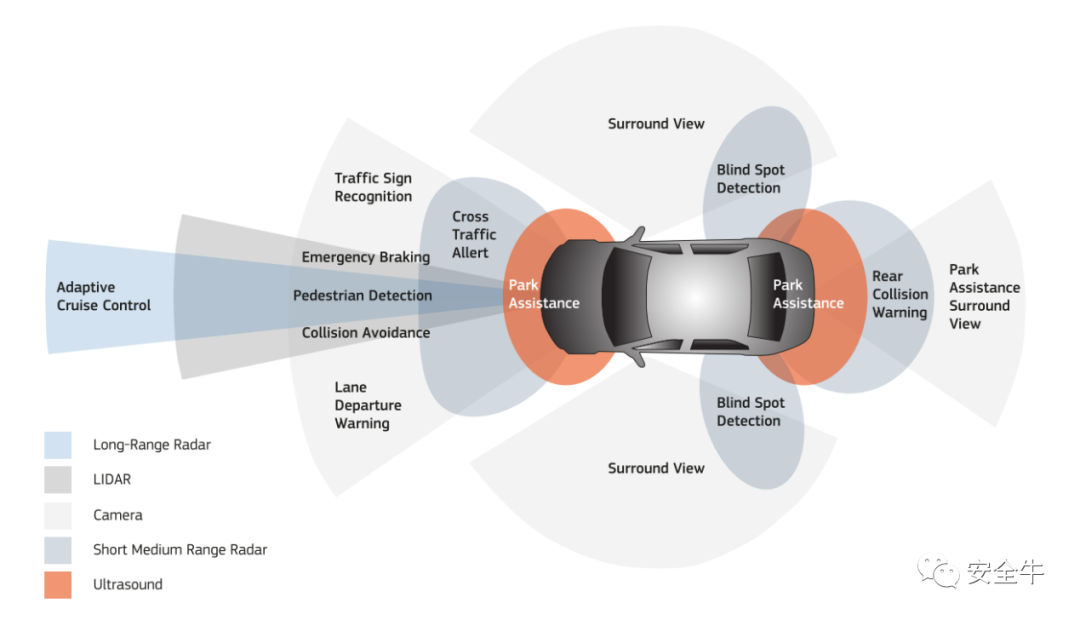 Surround View
Blind Spot
Detection
Traffic Sign
Recognition
Cross
Traffic
Allert
Emergency Braking
Pedestrian Detection
Collision Avoidance
Adaptive
Cruise Control
Park
Assistance
Park
Assistance
Rear
Collision
Warning
Park
Assistance
Surround
View
Lane
Departure
Warning
Blind Spot
Detection
Surround View
Long-Range Radar
LIDAR
Camera
Short Medium Range Radar
Ultrasound
安全牛